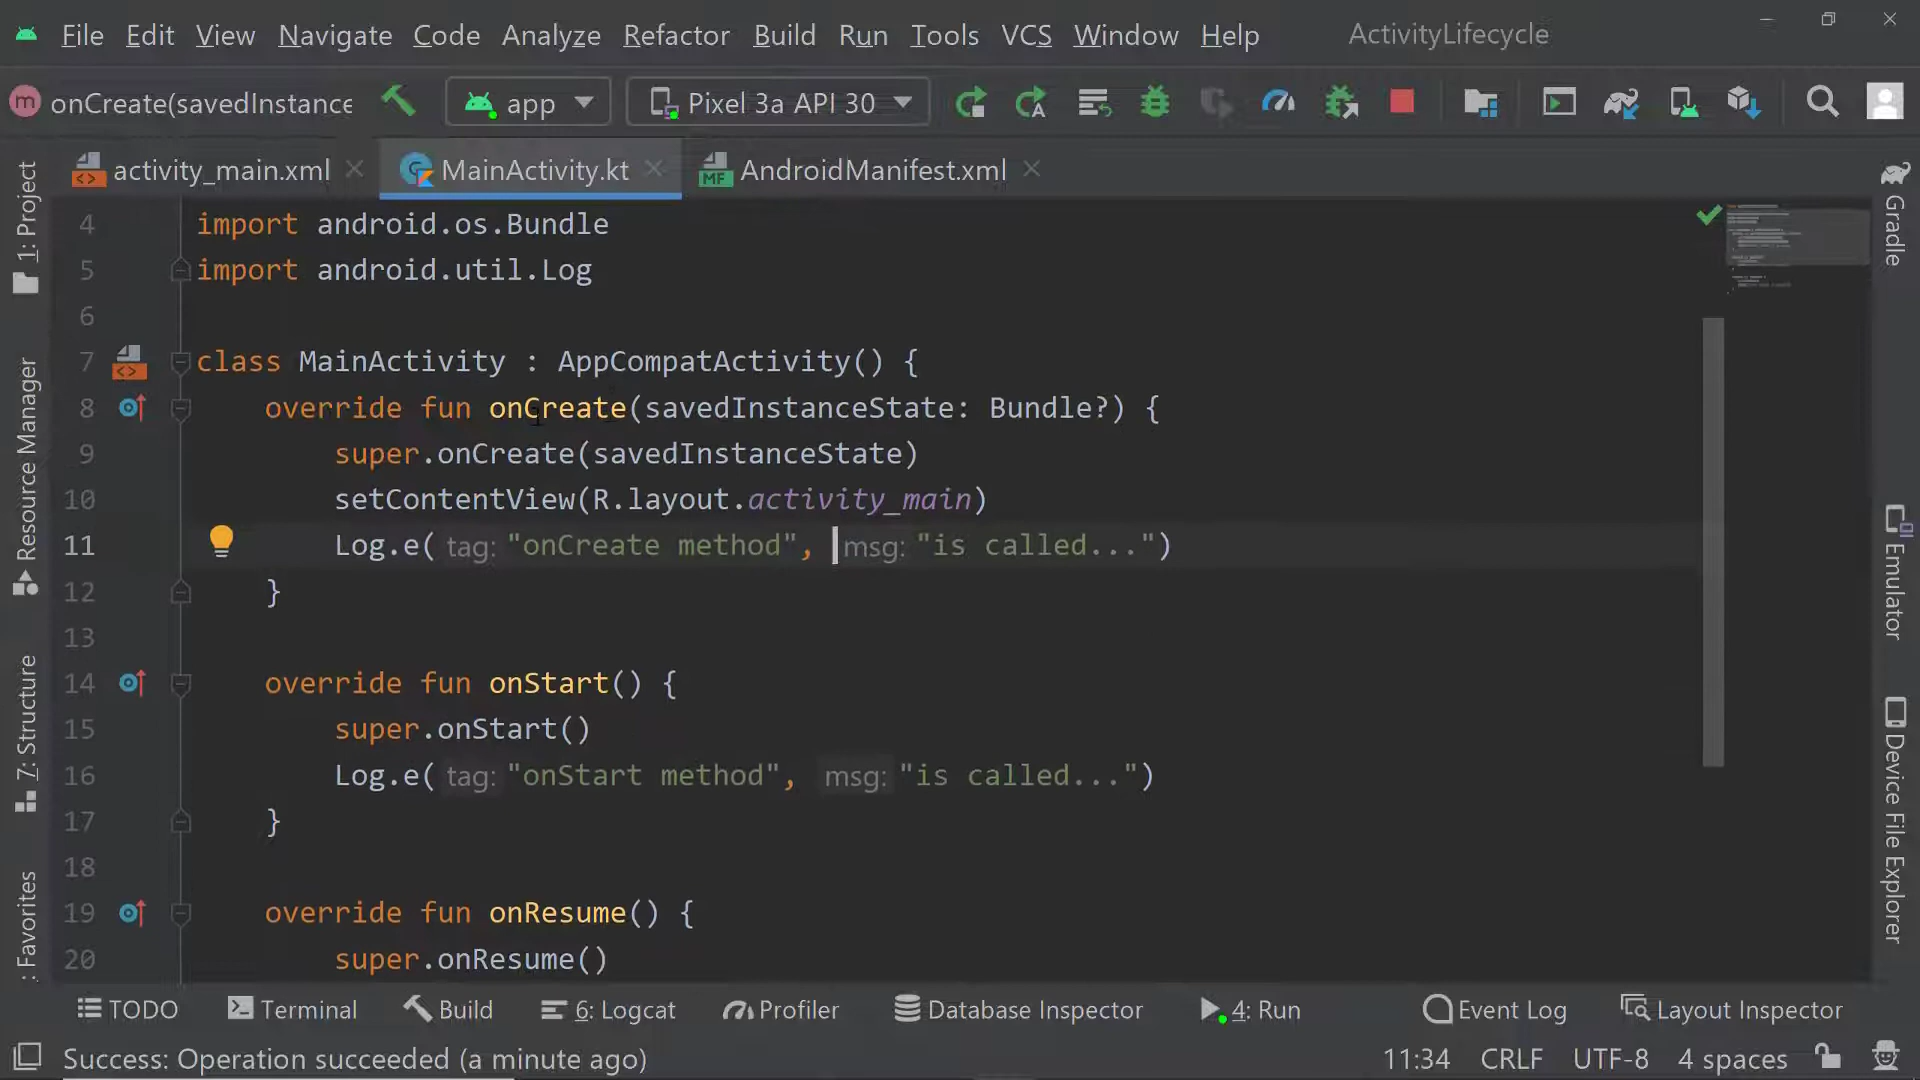 File Edit View Navigate Code Analyze Refactor Build Run Tools VCS Window Help ActivityLifecycle
m onCreate(savedInstance app Pixel 3a API 30
activity_main.xml MainActivity.kt MF AndroidManifest.xml
1: Project
Resource Manager
7: Structure
: Favorites
4 import android.os.Bundle
5 import android.util.Log
6
7 class MainActivity : AppCompatActivity() {
8 override fun onCreate(savedInstanceState: Bundle?) {
9 super.onCreate(savedInstanceState)
10 setContentView(R.layout.activity_main)
11 Log.e( tag: "onCreate method", msg: "is called...")
12 }
13
14 override fun onStart() {
15 super.onStart()
16 Log.e( tag: "onStart method", msg: "is called...")
17 }
18
19 override fun onResume() {
20 super.onResume()
Gradle
Emulator
Device File Explorer
TODO Terminal Build 6: Logcat Profiler Database Inspector 4: Run Event Log Layout Inspector
Success: Operation succeeded (a minute ago) 11:34 CRLF UTF-8 4 spaces